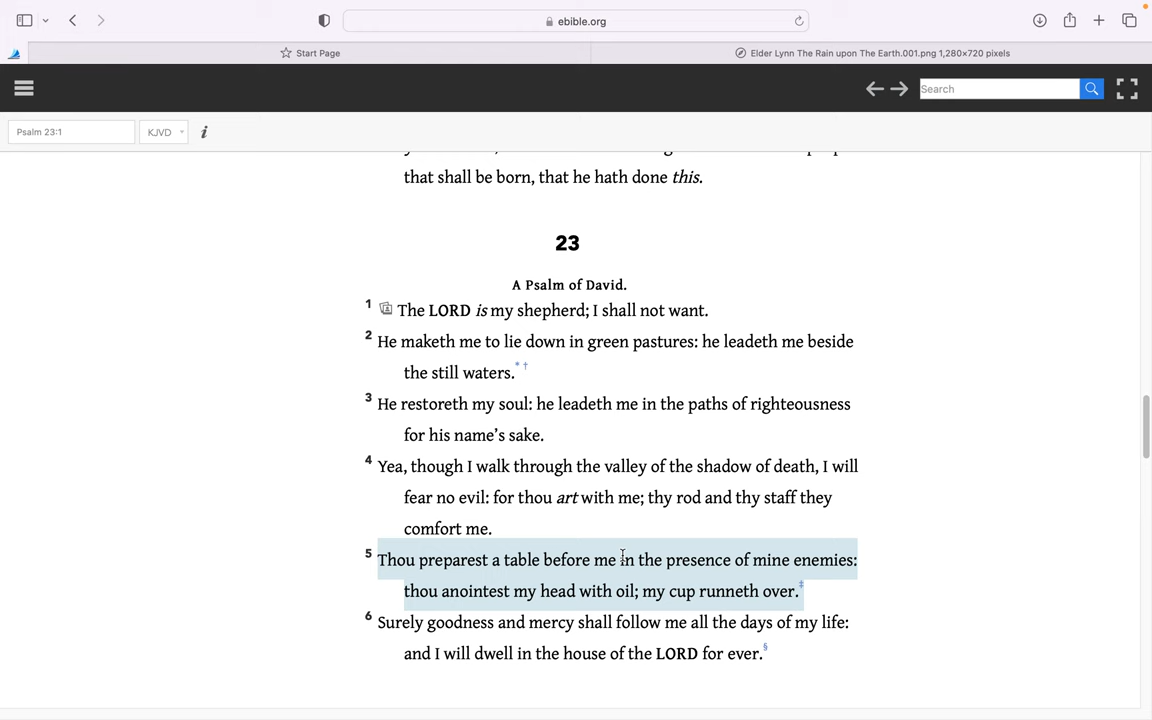 ebible.org
Start Page
Elder Lynn The Rain upon The Earth.001.png 1,280×720 pixels
Search
Psalm 23:1 KJVD i
that shall be born, that he hath done this.
23
A Psalm of David.
1 The LORD is my shepherd; I shall not want.
2 He maketh me to lie down in green pastures: he leadeth me beside
the still waters.* †
3 He restoreth my soul: he leadeth me in the paths of righteousness
for his name’s sake.
4 Yea, though I walk through the valley of the shadow of death, I will
fear no evil: for thou art with me; thy rod and thy staff they
comfort me.
5 Thou preparest a table before me in the presence of mine enemies:
thou anointest my head with oil; my cup runneth over.‡
6 Surely goodness and mercy shall follow me all the days of my life:
and I will dwell in the house of the LORD for ever.§